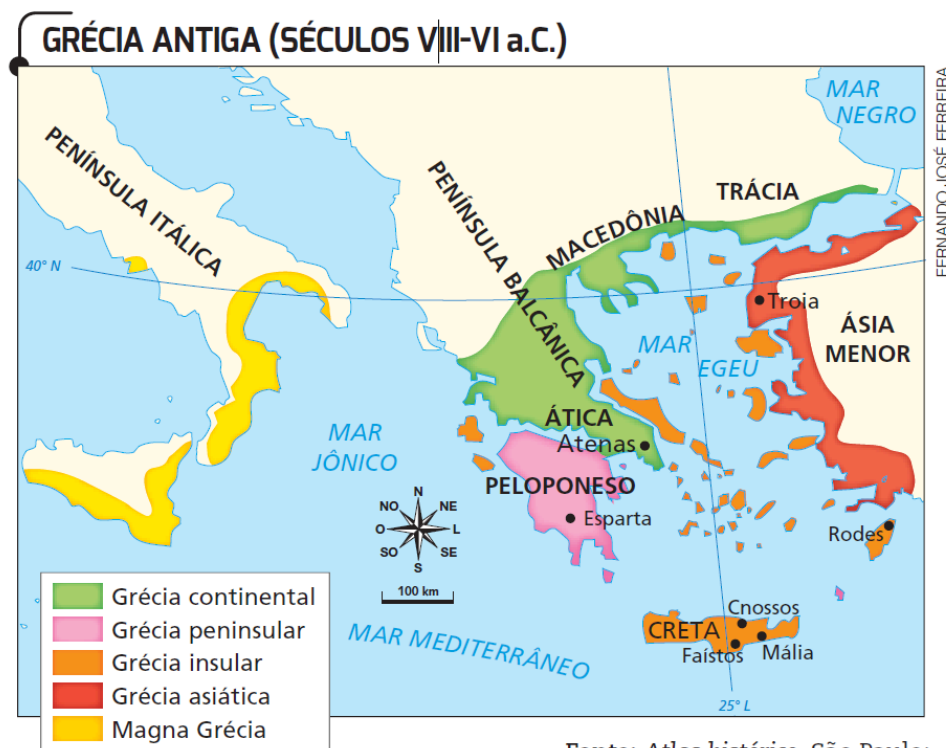 GRÉCIA ANTIGA (SÉCULOS VIII-VI a.C.)
FERNANDO JOSÉ FERREIRA
MAR
NEGRO
PENÍNSULA ITÁLICA
PENÍNSULA BALCÂNICA
MACEDÔNIA
TRÁCIA
40° N
Troia
ÁSIA
MENOR
MAR
EGEU
ÁTICA
Atenas
MAR
JÔNICO
PELOPONESO
Esparta
N
NO
NE
O
L
SO
SE
S
100 km
Rodes
Cnossos
CRETA
Faístos
Mália
MAR MEDITERRÂNEO
25° L
Grécia continental
Grécia peninsular
Grécia insular
Grécia asiática
Magna Grécia
Fonte: Atlas histórico. São Paulo: